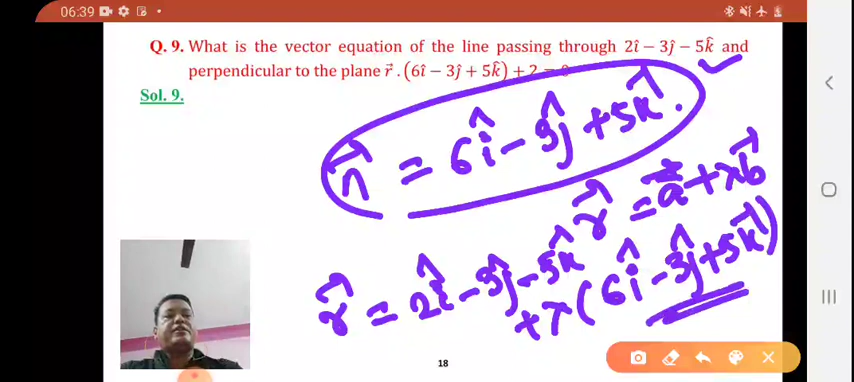 06:39
Q. 9. What is the vector equation of the line passing through 2î − 3ĵ − 5k̂ and
perpendicular to the plane r⃗ . (6î − 3ĵ + 5k̂) + 2 = 0
Sol. 9.
n⃗ = 6î − 3ĵ + 5k⃗.
r⃗ = a⃗ + λb⃗
r⃗ = 2î − 3ĵ − 5k̂
+ λ(6î − 3ĵ + 5k⃗)
18